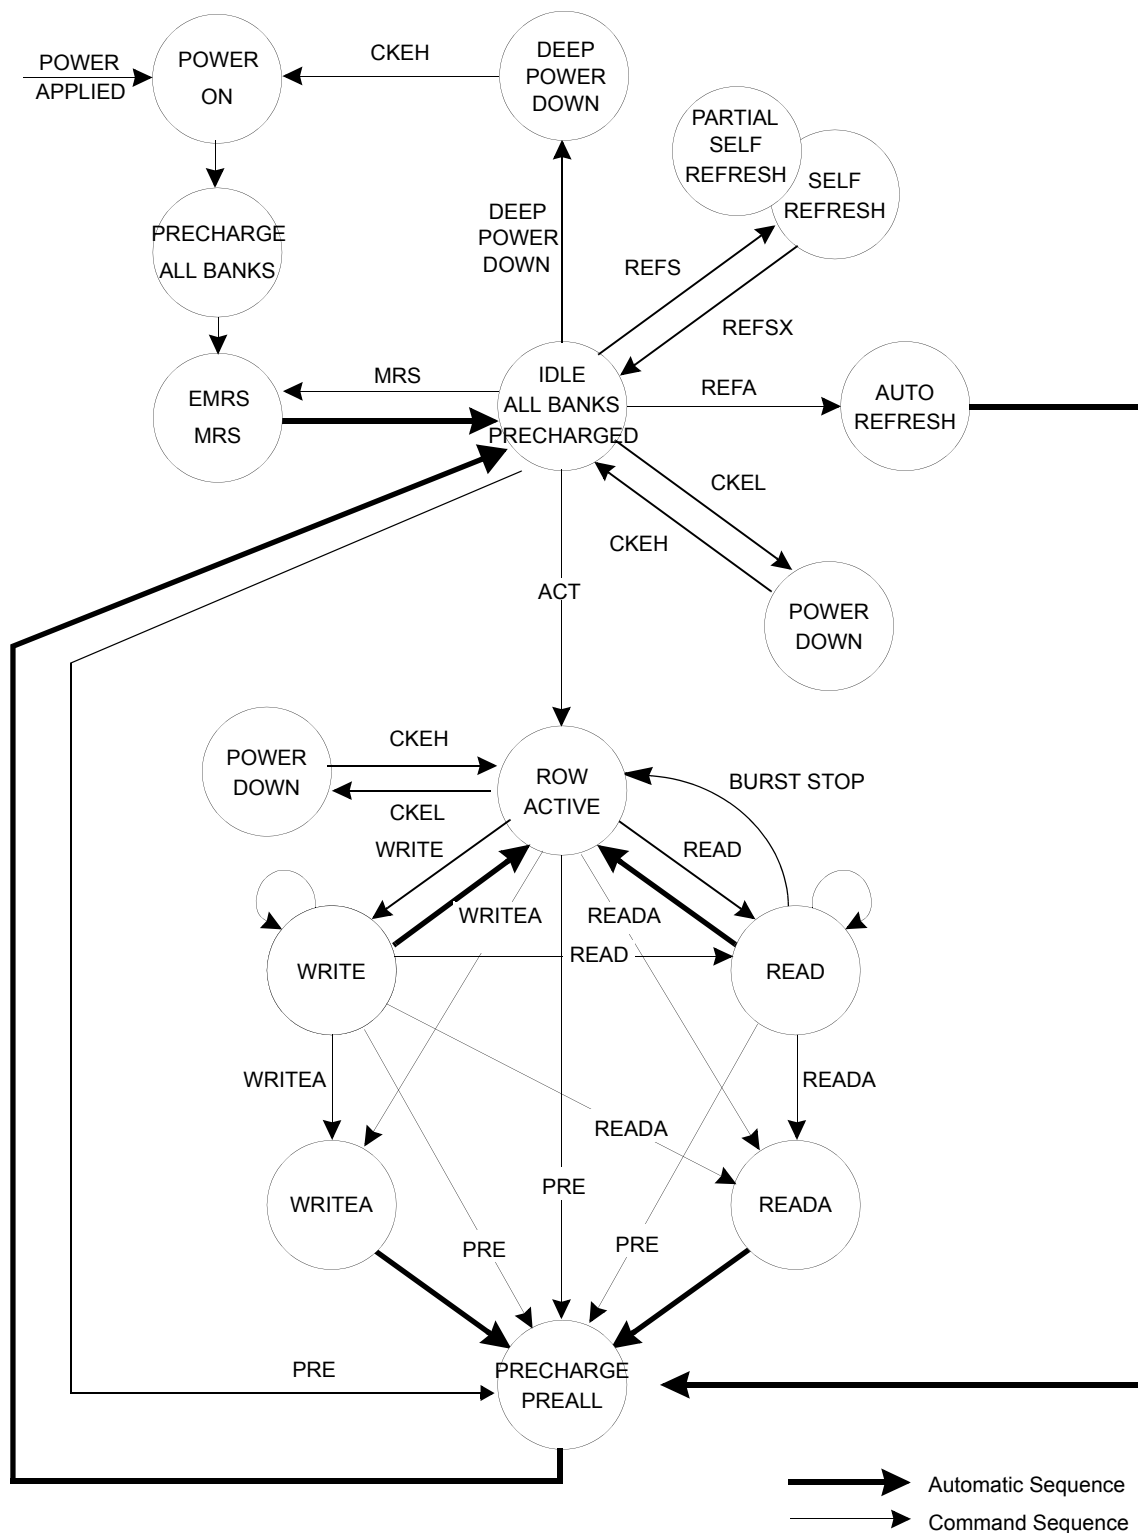 POWER
APPLIED
POWER
ON
CKEH
DEEP
POWER
DOWN
PARTIAL
SELF
REFRESH
SELF
REFRESH
PRECHARGE
ALL BANKS
DEEP
POWER
DOWN
REFS
REFSX
EMRS
MRS
MRS
IDLE
ALL BANKS
PRECHARGED
REFA
AUTO
REFRESH
CKEL
CKEH
ACT
POWER
DOWN
POWER
DOWN
CKEH
CKEL
ROW
ACTIVE
BURST STOP
WRITE
READ
WRITEA
READA
WRITE
READ
READ
WRITEA
READA
READA
WRITEA
PRE
READA
PRE
PRE
PRE
PRECHARGE
PREALL
Automatic Sequence
Command Sequence